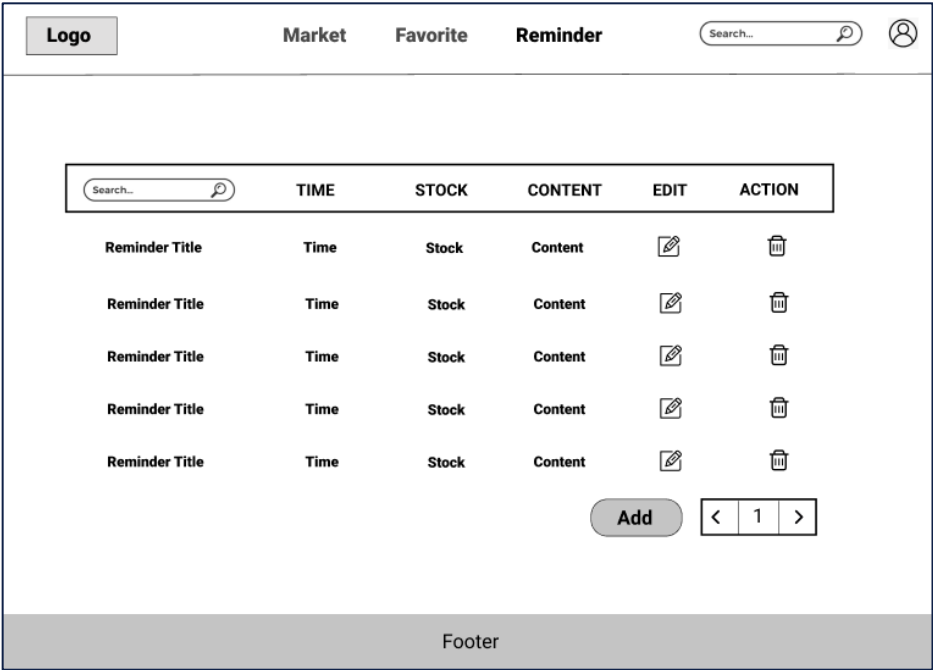 Logo Market Favorite Reminder Search...
Search... TIME STOCK CONTENT EDIT ACTION
Reminder Title Time Stock Content
Reminder Title Time Stock Content
Reminder Title Time Stock Content
Reminder Title Time Stock Content
Reminder Title Time Stock Content
Add < 1 >
Footer